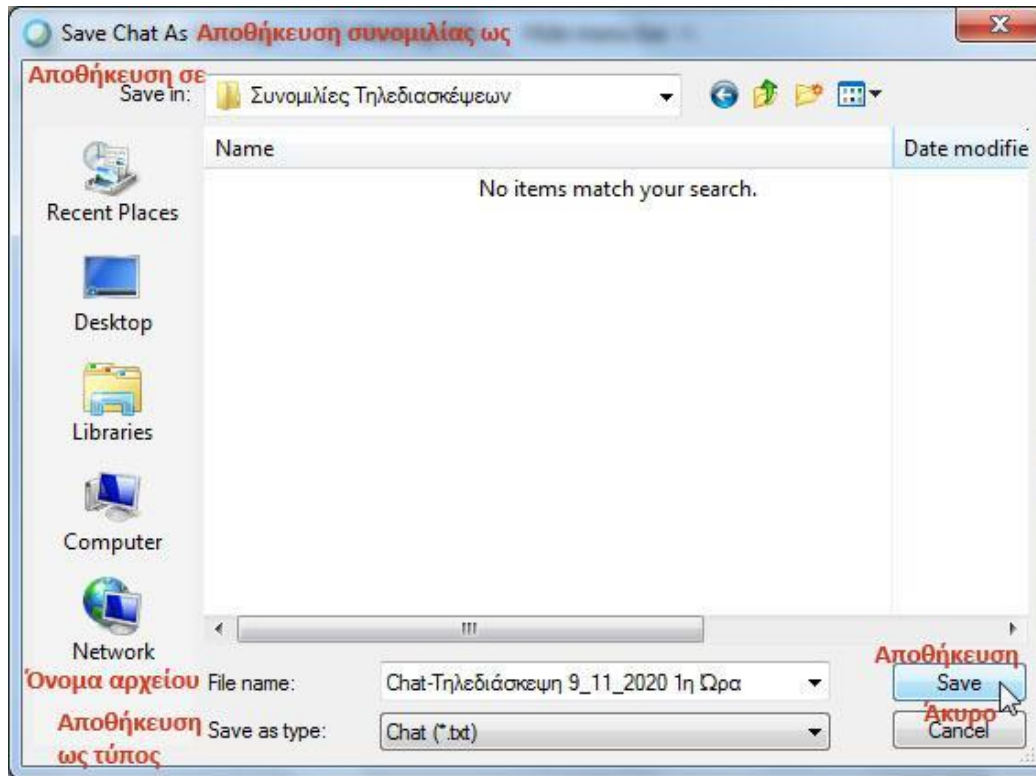 Save Chat As Αποθήκευση συνομιλίας ως
Αποθήκευση σε
Save in: Συνομιλίες Τηλεδιασκέψεων
Name Date modifie
No items match your search.
Recent Places
Desktop
Libraries
Computer
Network
Όνομα αρχείου File name: Chat-Τηλεδιάσκεψη 9_11_2020 1η Ώρα
Αποθήκευση
Save
Αποθήκευση ως τύπος
Save as type: Chat (*.txt)
Άκυρο
Cancel